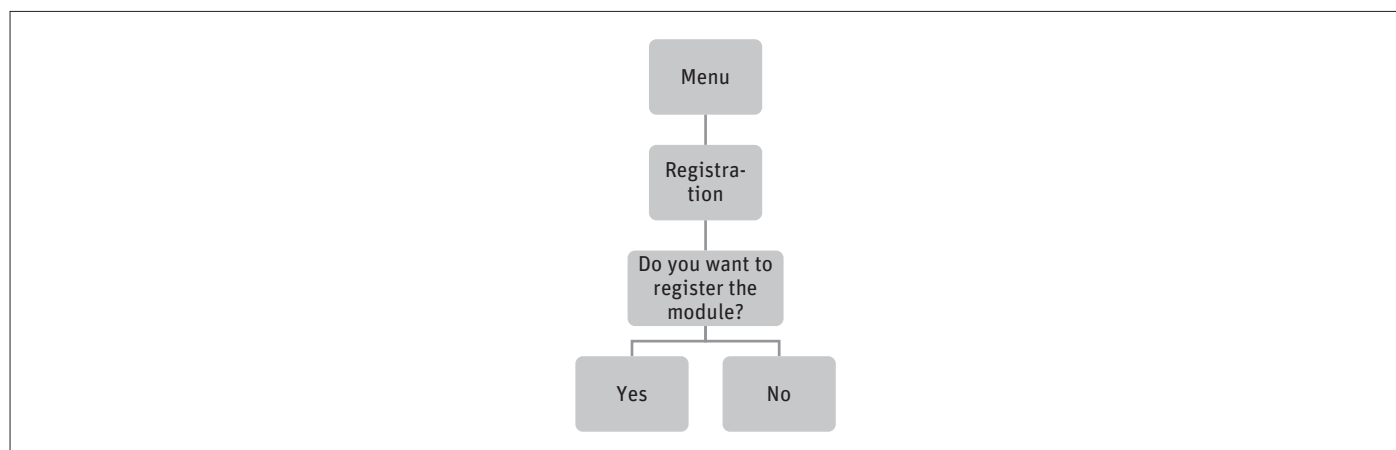 Menu
Registra-
tion
Do you want to
register the
module?
Yes
No